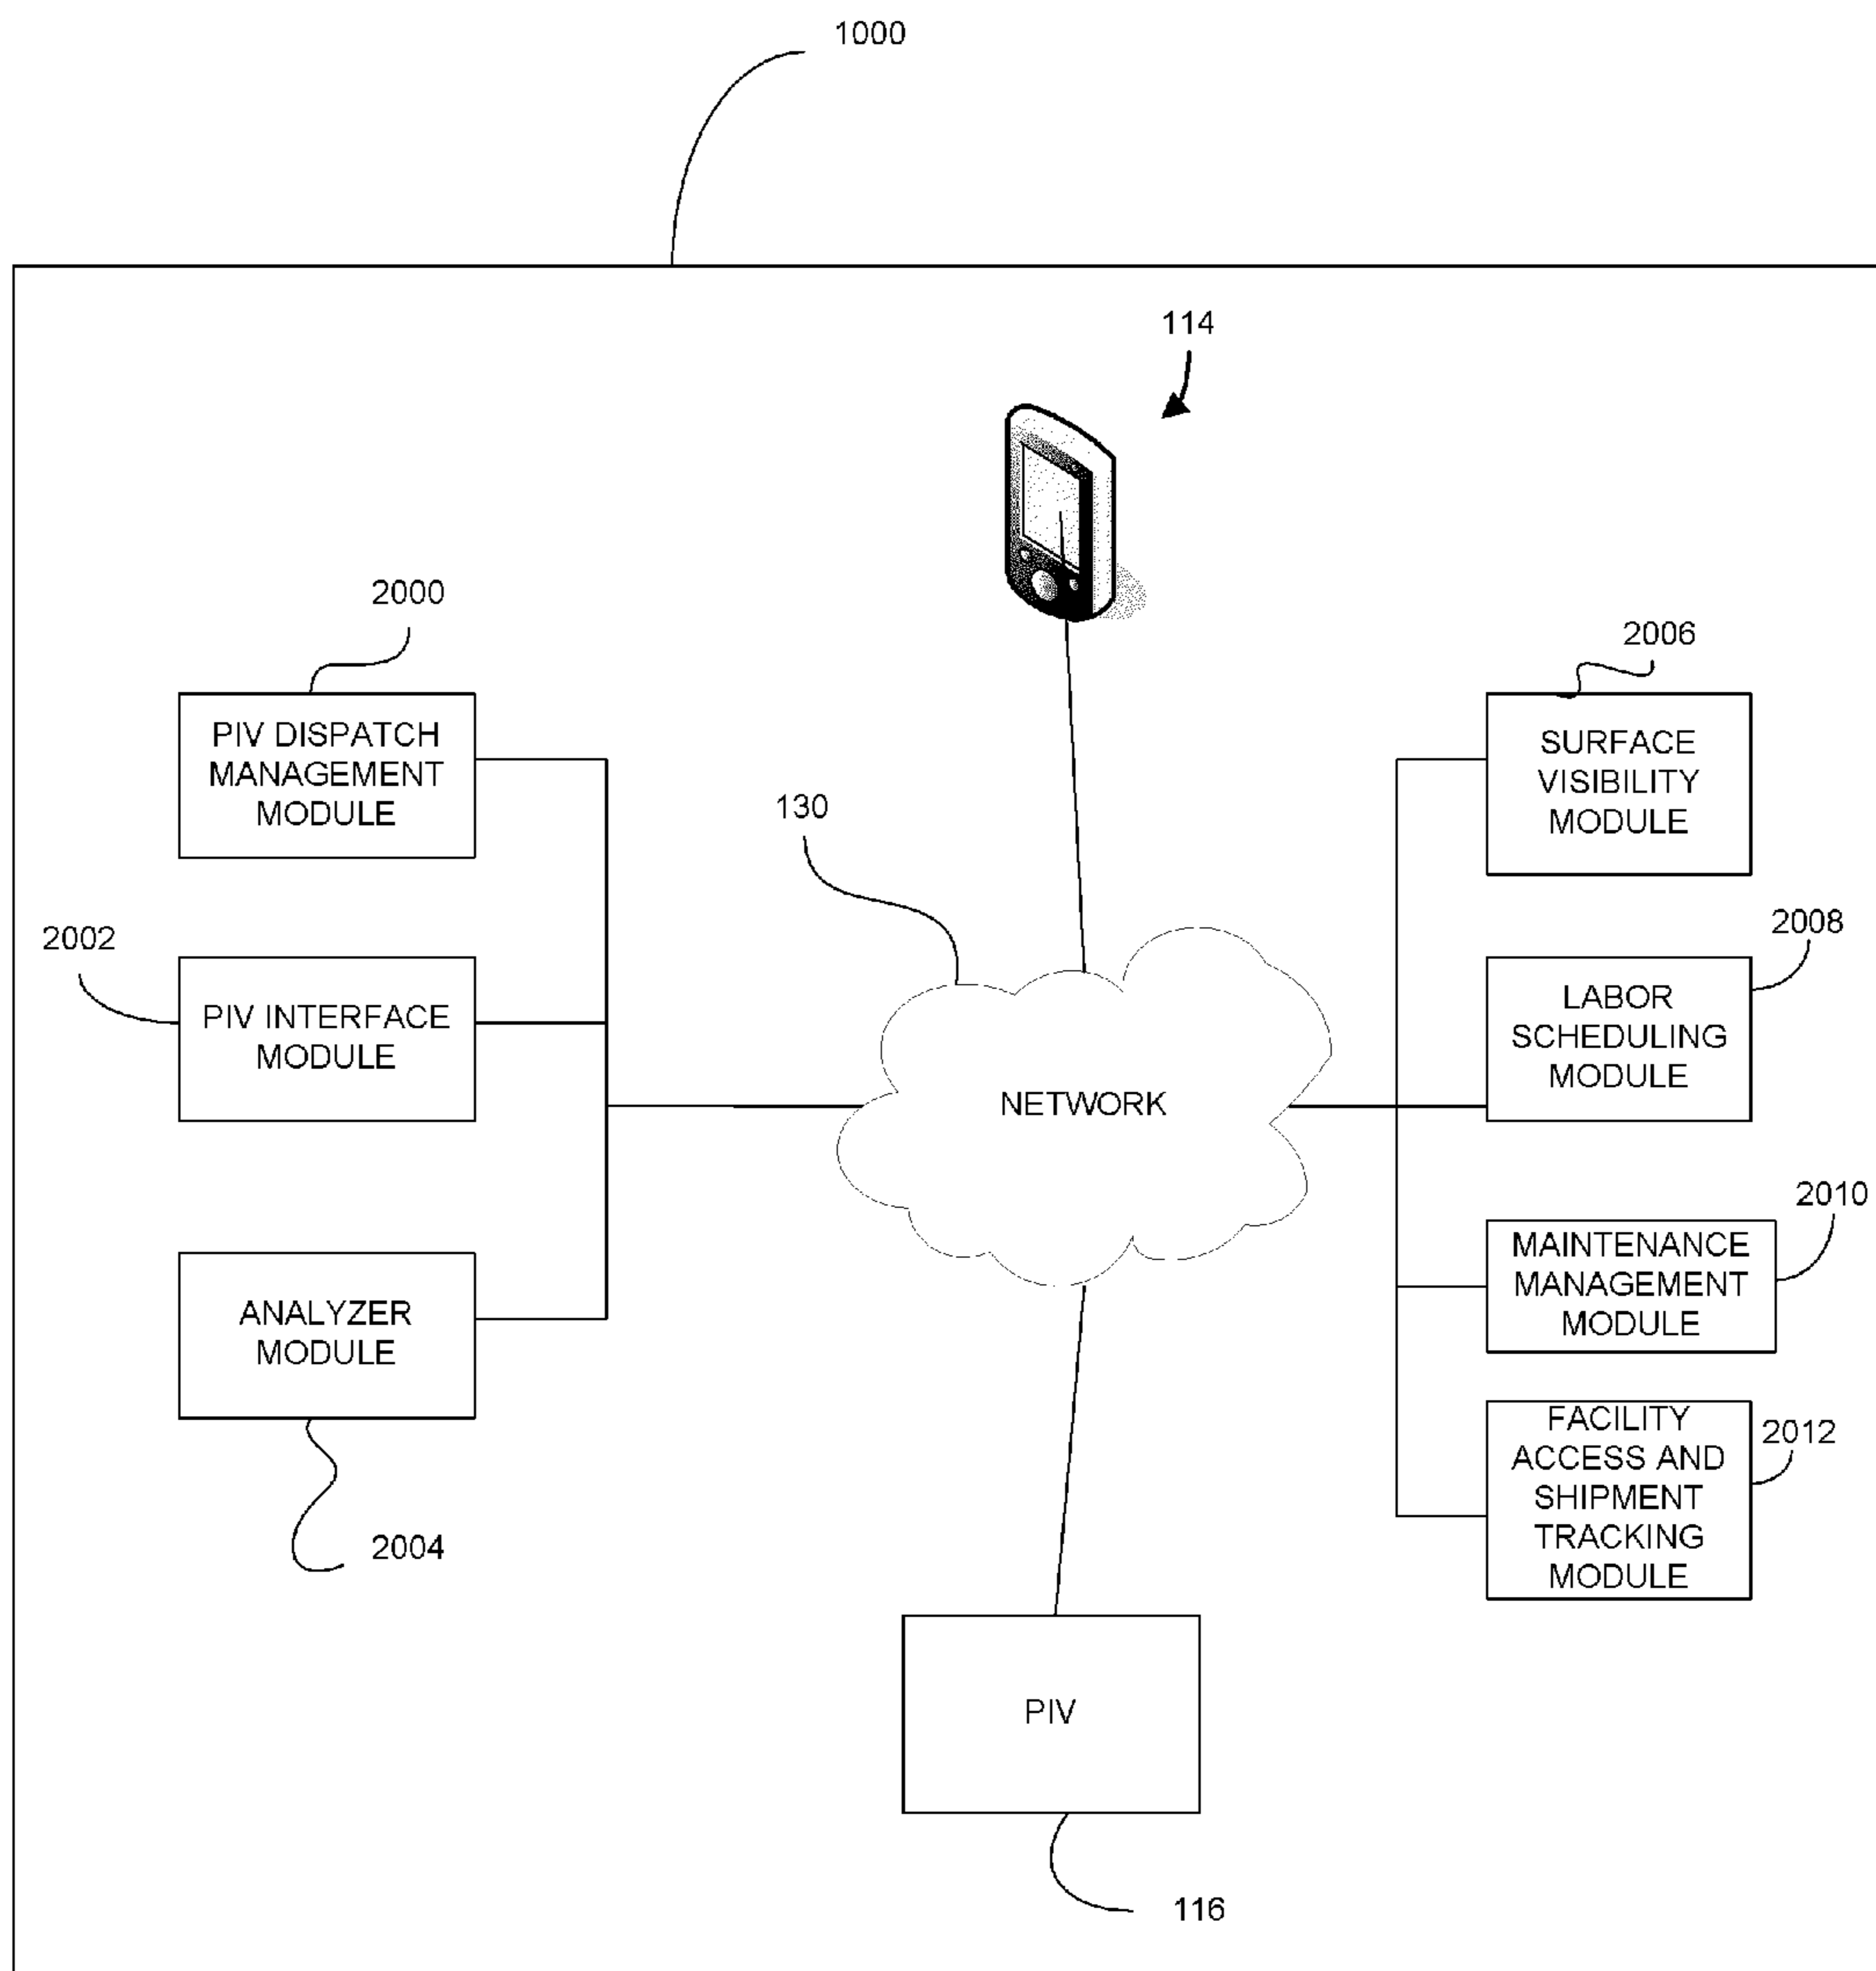 1000
114
2000
PIV DISPATCH
MANAGEMENT
MODULE
2006
SURFACE
VISIBILITY
MODULE
130
2002
PIV INTERFACE
MODULE
NETWORK
2008
LABOR
SCHEDULING
MODULE
ANALYZER
MODULE
2004
2010
MAINTENANCE
MANAGEMENT
MODULE
2012
FACILITY
ACCESS AND
SHIPMENT
TRACKING
MODULE
PIV
116